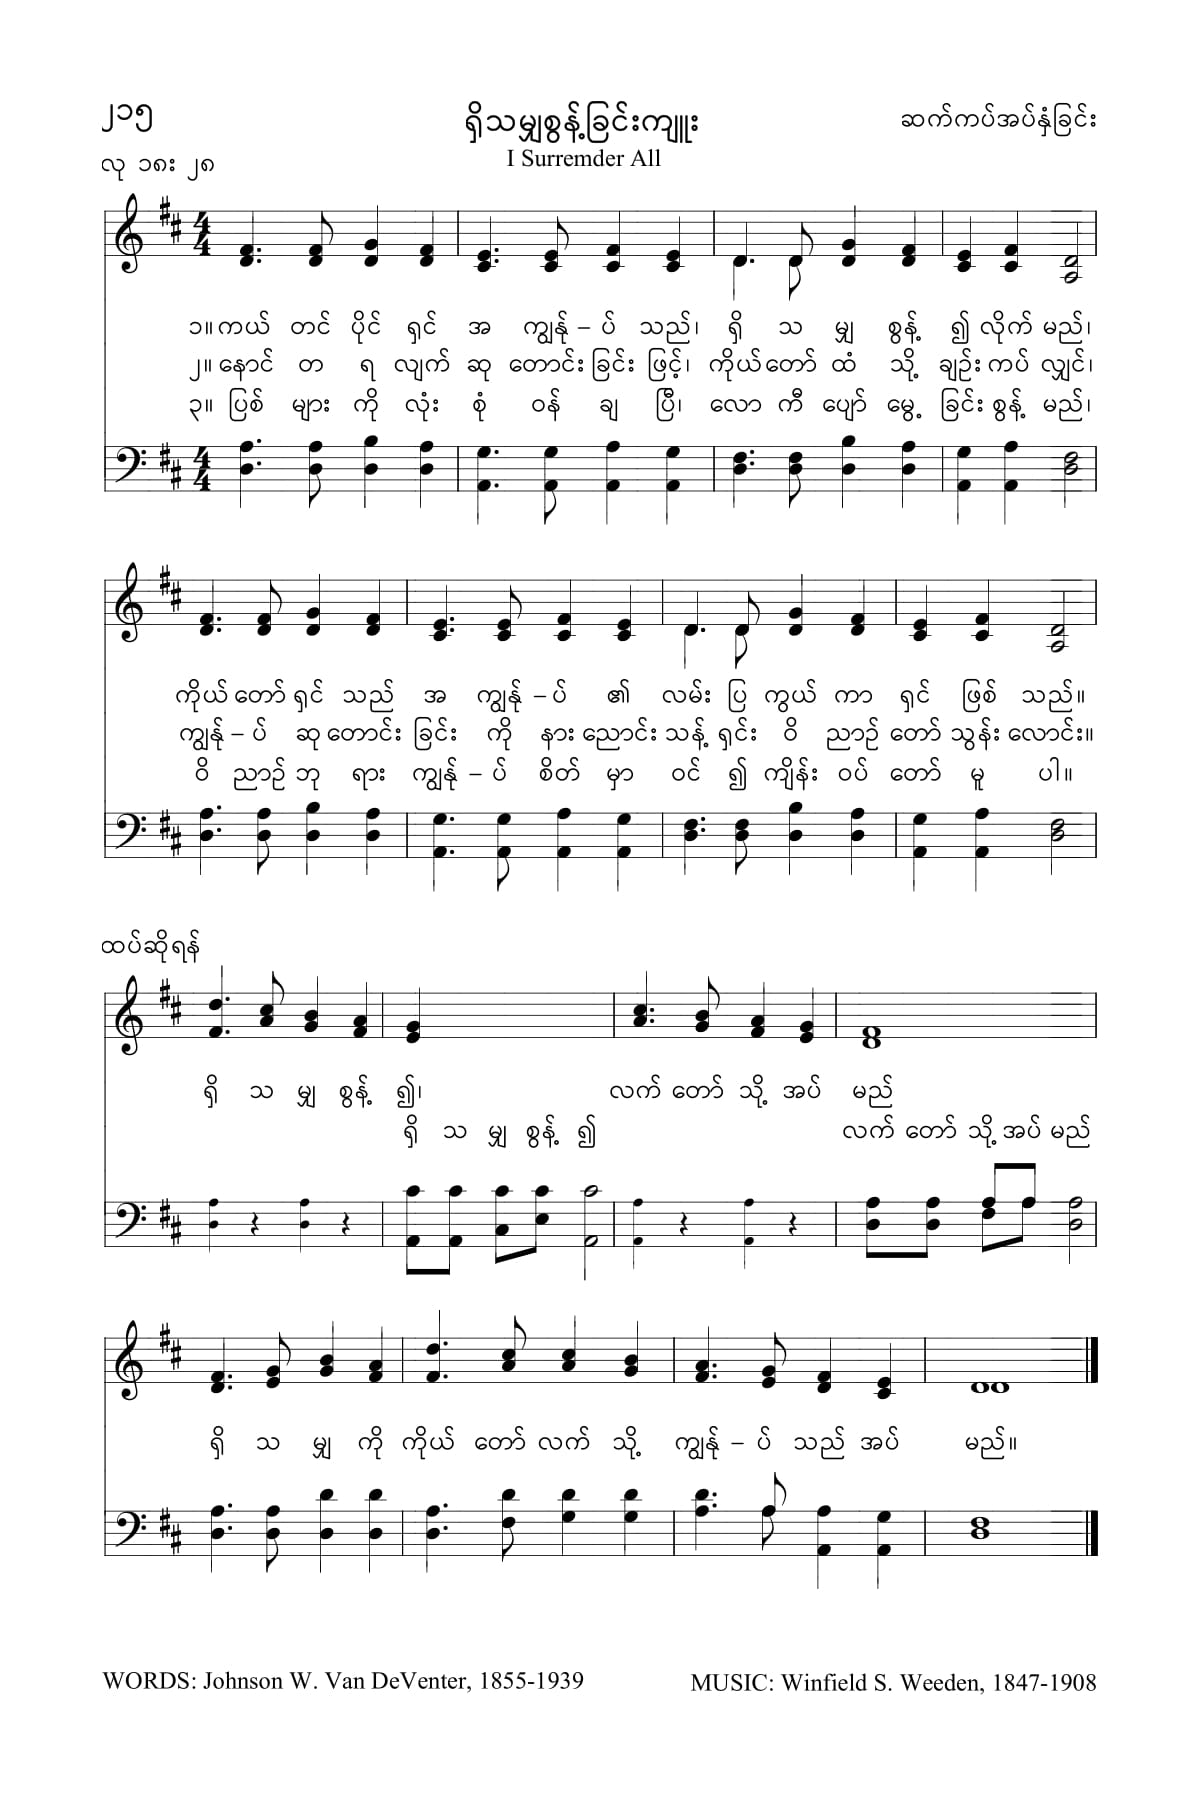 ၂၁၅
ရှိသမျှစွန့်ခြင်းကျူး
ဆက်ကပ်အပ်နှံခြင်း
လု ၁၈း ၂၈
I Surremder All
၁။ ကယ် တင် ပိုင် ရှင် အ ကျွန်ု – ပ် သည်၊ ရှိ သ မျှ စွန့် ၍ လိုက် မည်၊
၂။ နောင် တ ရ လျက် ဆု တောင်း ခြင်း ဖြင့်၊ ကိုယ် တော် ထံ သို့ ချဉ်း ကပ် လျှင်၊
၃။ ပြစ် များ ကို လုံး စုံ ဝန် ချ ပြီ၊ လော ကီ ပျော် မွေ့ ခြင်း စွန့် မည်၊
ကိုယ် တော် ရှင် သည် အ ကျွန်ု – ပ် ၏ လမ်း ပြ ကွယ် ကာ ရှင် ဖြစ် သည်။
ကျွန်ု – ပ် ဆု တောင်း ခြင်း ကို နား ညောင်း သန့် ရှင်း ဝိ ညာဉ် တော် သွန်း လောင်း။
ဝိ ညာဉ် ဘု ရား ကျွန်ု – ပ် စိတ် မှာ ဝင် ၍ ကျိန်း ဝပ် တော် မူ ပါ။
ထပ်ဆိုရန်
ရှိ သ မျှ စွန့် ၍၊ လက် တော် သို့ အပ် မည်
ရှိ သ မျှ စွန့် ၍ လက် တော် သို့ အပ် မည်
ရှိ သ မျှ ကို ကိုယ် တော် လက် သို့ ကျွန်ု – ပ် သည် အပ် မည်။
WORDS: Johnson W. Van DeVenter, 1855-1939
MUSIC: Winfield S. Weeden, 1847-1908